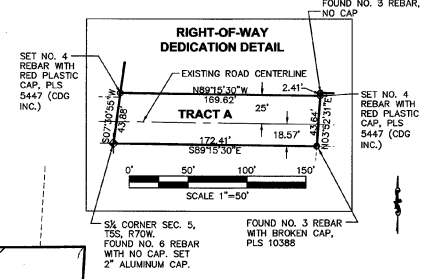 FOUND NO. 3 REBAR,
NO CAP
RIGHT-OF-WAY
DEDICATION DETAIL
SET NO. 4
REBAR WITH
RED PLASTIC
CAP, PLS
5447 (CDG
INC.)
EXISTING ROAD CENTERLINE
2.41'
N89°15'30"W
169.62'
SET NO. 4
REBAR WITH
RED PLASTIC
CAP, PLS
5447 (CDG
INC.)
S07°30'55"W
43.88'
TRACT A
25'
18.57'
43.64'
N03°52'31"E
172.41'
S89°15'30"E
0' 50' 100' 150'
SCALE 1"=50'
S¼ CORNER SEC. 5,
T5S, R70W.
FOUND NO. 6 REBAR
WITH NO CAP. SET
2" ALUMINUM CAP.
FOUND NO. 3 REBAR
WITH BROKEN CAP,
PLS 10388